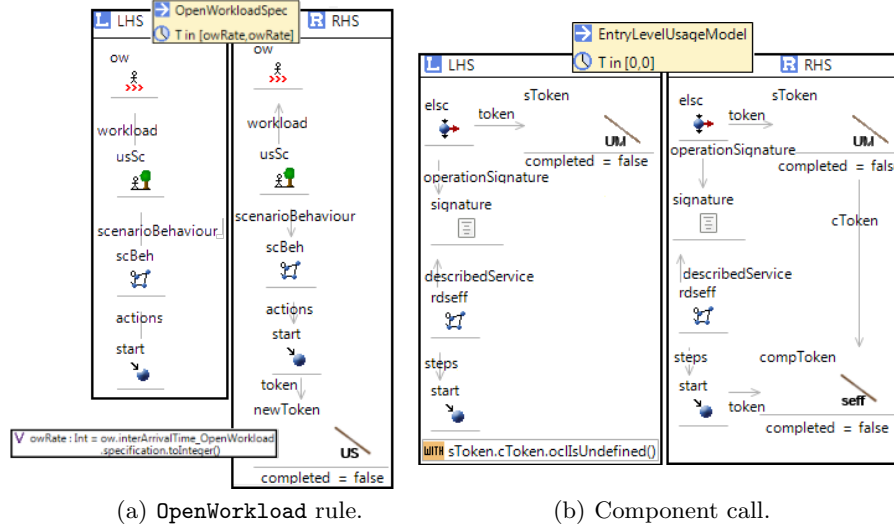 L LHS
OpenWorkloadSpec
T in [owRate,owRate]
R RHS
ow
workload
usSc
scenarioBehaviour
scBeh
actions
start
ow
workload
usSc
scenarioBehaviour
scBeh
actions
start
token
newToken
US
completed = false
V owRate : Int = ow.interArrivalTime_OpenWorkload
.specification.toInteger()
(a) OpenWorkload rule.
EntryLevelUsageModel
T in [0,0]
L LHS
elsc
token
sToken
UM
completed = false
operationSignature
signature
describedService
rdseff
steps
start
WITH sToken.cToken.oclIsUndefined()
R RHS
elsc
token
sToken
UM
operationSignature
completed = false
signature
cToken
describedService
rdseff
steps
compToken
start
token
seff
completed = false
(b) Component call.